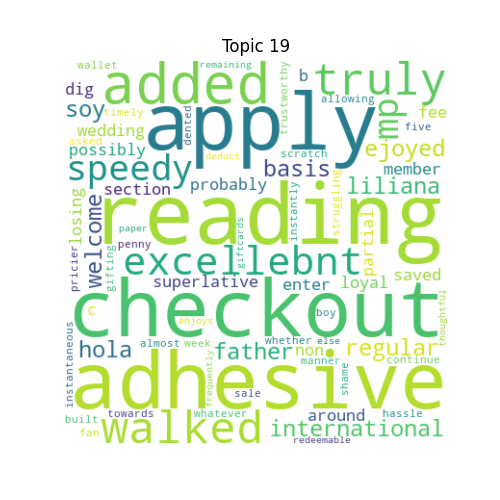 Topic 19
wallet remaining
dig added b truly
soy dented trustworthy allowing mp fee
wedding timely five
asked apply ejoyed
possibly deduct scratch
speedy basis member
section probably liliana
losing welcome reading instantly struggling partial
paper
pricier penny gifting excellebnt giftcards saved
superlative enter loyal
c checkout boy thoughtful
instantaneous enjoys
hola almost week father whether else non regular
manner continue
adhesive frequently shame
sale
built towards whatever around hassle
fan walked international
redeemable